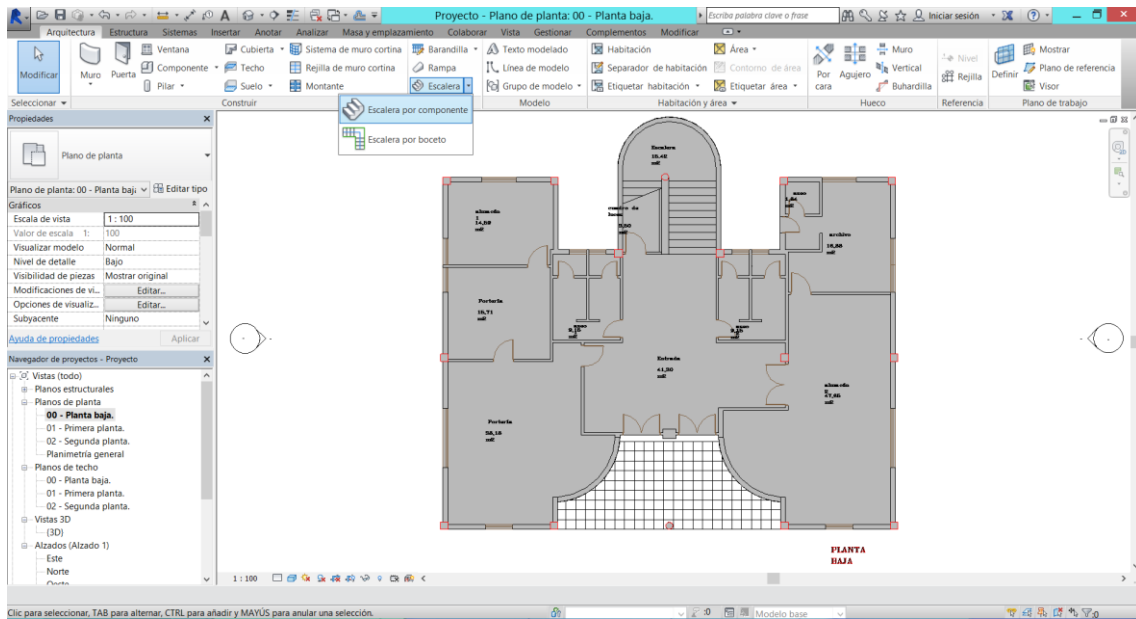 Proyecto - Plano de planta: 00 - Planta baja.
Escriba palabra clave o frase
Iniciar sesión
Arquitectura Estructura Sistemas Insertar Anotar Analizar Masa y emplazamiento Colaborar Vista Gestionar Complementos Modificar
Modificar
Muro
Puerta
Ventana
Componente
Pilar
Cubierta
Techo
Suelo
Sistema de muro cortina
Rejilla de muro cortina
Montante
Barandilla
Rampa
Escalera
Texto modelado
Línea de modelo
Grupo de modelo
Habitación
Separador de habitación
Etiquetar habitación
Área
Contorno de área
Etiquetar área
Por cara
Agujero
Muro
Vertical
Buhardilla
Nivel
Rejilla
Definir
Mostrar
Plano de referencia
Visor
Seleccionar
Construir
Modelo
Habitación y área
Hueco
Referencia
Plano de trabajo
Escalera por componente
Escalera por boceto
Propiedades
Plano de planta
Plano de planta: 00 - Planta baja
Editar tipo
Gráficos
Escala de vista 1 : 100
Valor de escala 1: 100
Visualizar modelo Normal
Nivel de detalle Bajo
Visibilidad de piezas Mostrar original
Modificaciones de vi... Editar...
Opciones de visualiz... Editar...
Subyacente Ninguno
Ayuda de propiedades
Aplicar
Navegador de proyectos - Proyecto
Vistas (todo)
Planos estructurales
Planos de planta
00 - Planta baja.
01 - Primera planta.
02 - Segunda planta.
Planimetría general
Planos de techo
00 - Planta baja.
01 - Primera planta.
02 - Segunda planta.
Vistas 3D
{3D}
Alzados (Alzado 1)
Este
Norte
Oeste
Escalera
cuadro de
aseo
archivo
Portería
aseo
aseo
Entrada
41,50
Portería
PLANTA
BAJA
1 : 100
Clic para seleccionar, TAB para alternar, CTRL para añadir y MAYÚS para anular una selección.
:0
Modelo base
:0